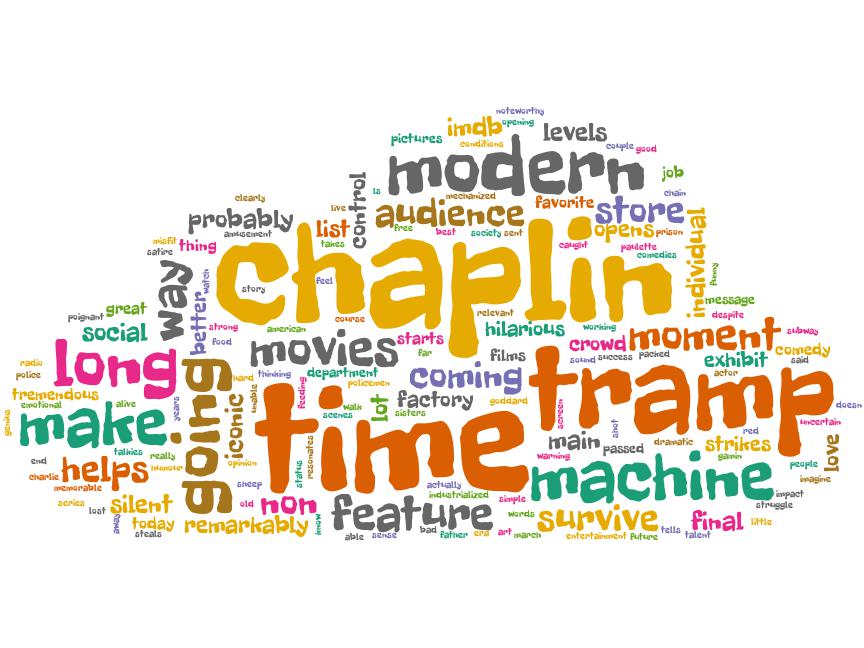 noteworthy
imdb
opening
pictures
conditions
levels
couple
good
modern
job
is
mechanized
chain
clearly
live
control
audience
favorite
store
probably
list
free
best
society
sent
opens
prison
individual
amusement
takes
misfit
thing
caught
paulette
satire
comedies
chaplin
funny
way
story
feel
watch
better
message
poignant
great
course
relevant
despite
social
strong
american
hilarious
working
moment
subway
food
movies
starts
crowd
long
far
films
sound
success
packed
exhibit
comedy
said
radio
police
hard
thinking
department
policemen
coming
actor
tramp
tremendous
going
iconic
unable
feeding
factory
goddard
screen
doesn
emotional
alive
years
time
walk
scenes
lot
sisters
shot
red
uncertain
genius
make
main
passed
dramatic
strikes
love
talkies
really
opinion
resonates
warning
gamin
end
helps
humour
status
machine
people
charlie
imagine
memorable
sheep
actually
industrialized
simple
impact
series
lost
silent
old
non
feature
words
survive
final
little
struggle
away
today
steals
remarkably
know
able
sense
bad
father
era
art
march
entertainment
future
tells
talent